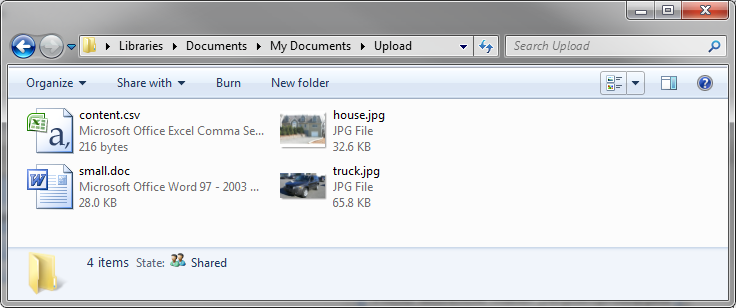 Libraries Documents My Documents Upload Search Upload
Organize Share with Burn New folder
content.csv
Microsoft Office Excel Comma Se...
216 bytes
house.jpg
JPG File
32.6 KB
small.doc
Microsoft Office Word 97 - 2003 ...
28.0 KB
truck.jpg
JPG File
65.8 KB
4 items State: Shared